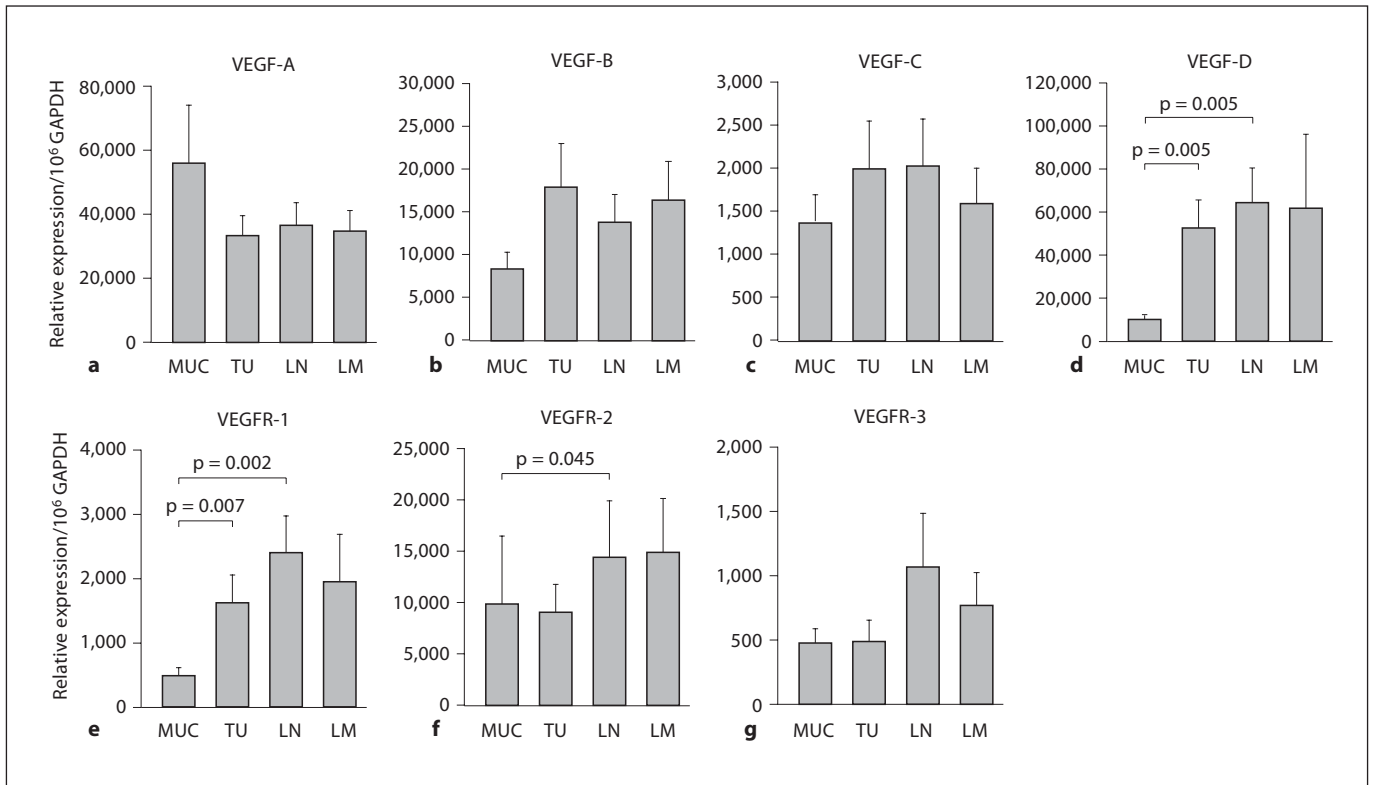 VEGF-A
Relative expression/10⁶ GAPDH
80,000
60,000
40,000
20,000
0
MUC TU LN LM
a
VEGF-B
30,000
25,000
20,000
15,000
10,000
5,000
0
MUC TU LN LM
b
VEGF-C
3,000
2,500
2,000
1,500
1,000
500
0
MUC TU LN LM
c
VEGF-D
120,000
100,000
80,000
60,000
40,000
20,000
0
p = 0.005
p = 0.005
MUC TU LN LM
d
VEGFR-1
Relative expression/10⁶ GAPDH
4,000
3,000
2,000
1,000
0
p = 0.002
p = 0.007
MUC TU LN LM
e
VEGFR-2
25,000
20,000
15,000
10,000
5,000
0
p = 0.045
MUC TU LN LM
f
VEGFR-3
2,000
1,500
1,000
500
0
MUC TU LN LM
g